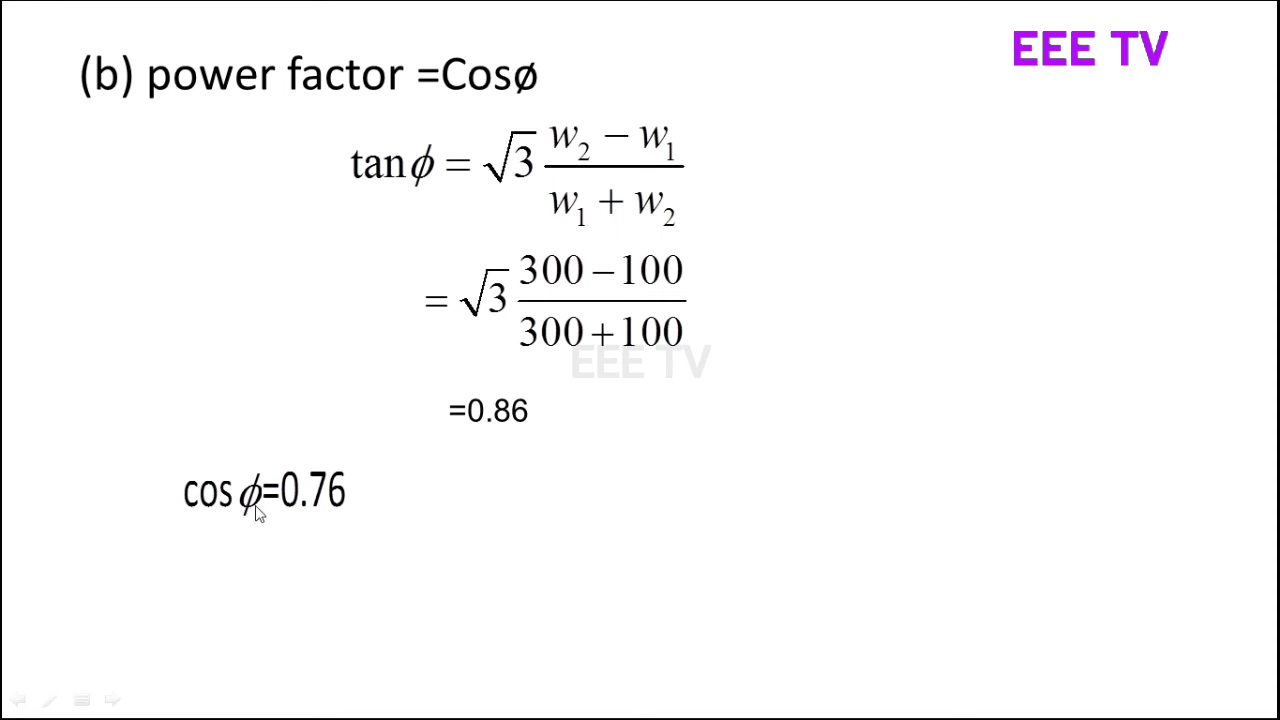 EEE TV
(b) power factor =Cosø
tanϕ = √3 (w₂ − w₁)/(w₁ + w₂)
= √3 (300 − 100)/(300 + 100)
EEE TV
=0.86
cos ϕ=0.76